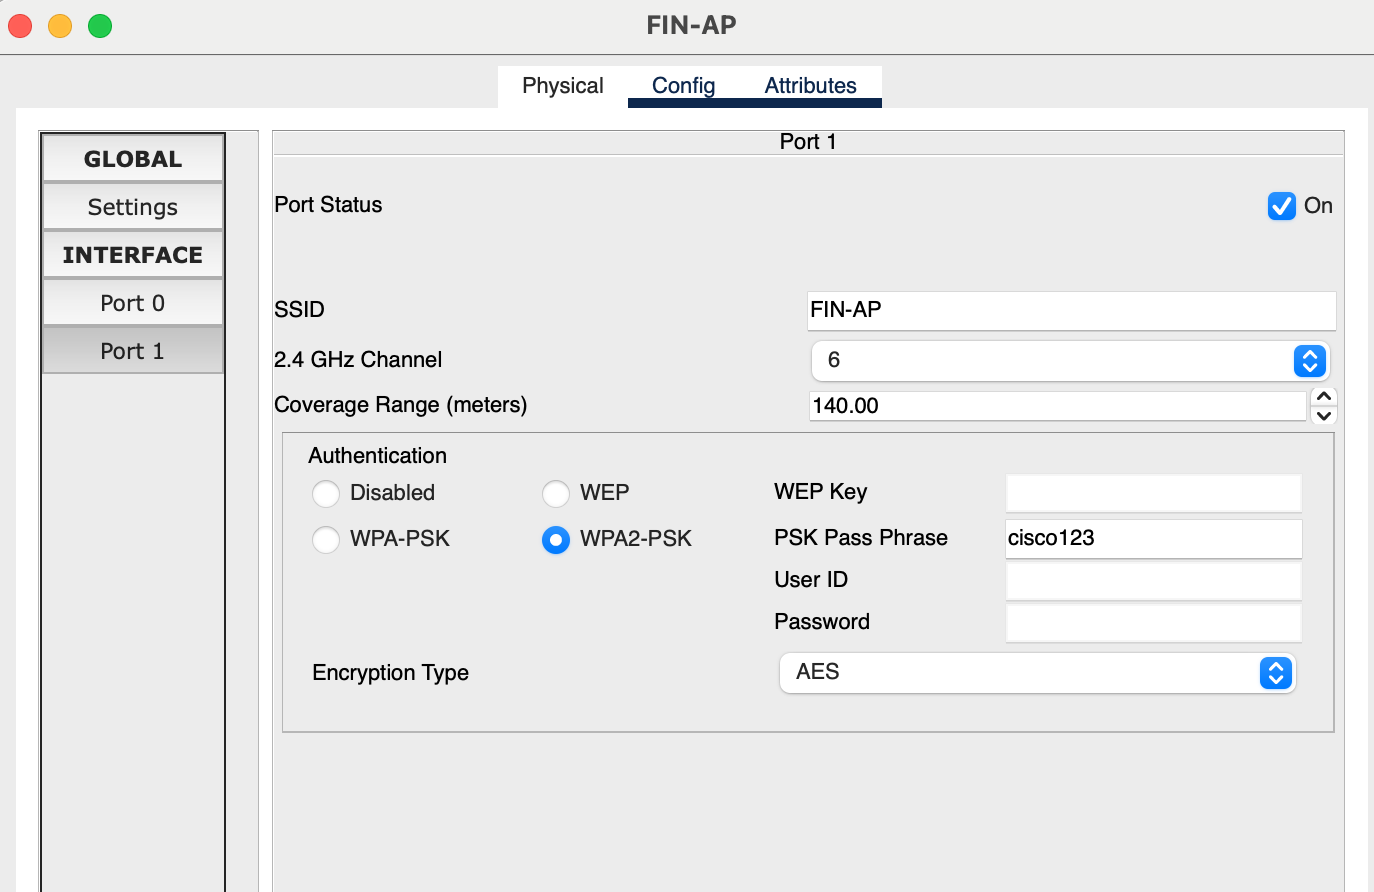 FIN-AP
Physical Config Attributes
GLOBAL
Settings
INTERFACE
Port 0
Port 1
Port 1
Port Status On
SSID FIN-AP
2.4 GHz Channel 6
Coverage Range (meters) 140.00
Authentication
Disabled WEP WEP Key
WPA-PSK WPA2-PSK PSK Pass Phrase cisco123
User ID
Password
Encryption Type AES